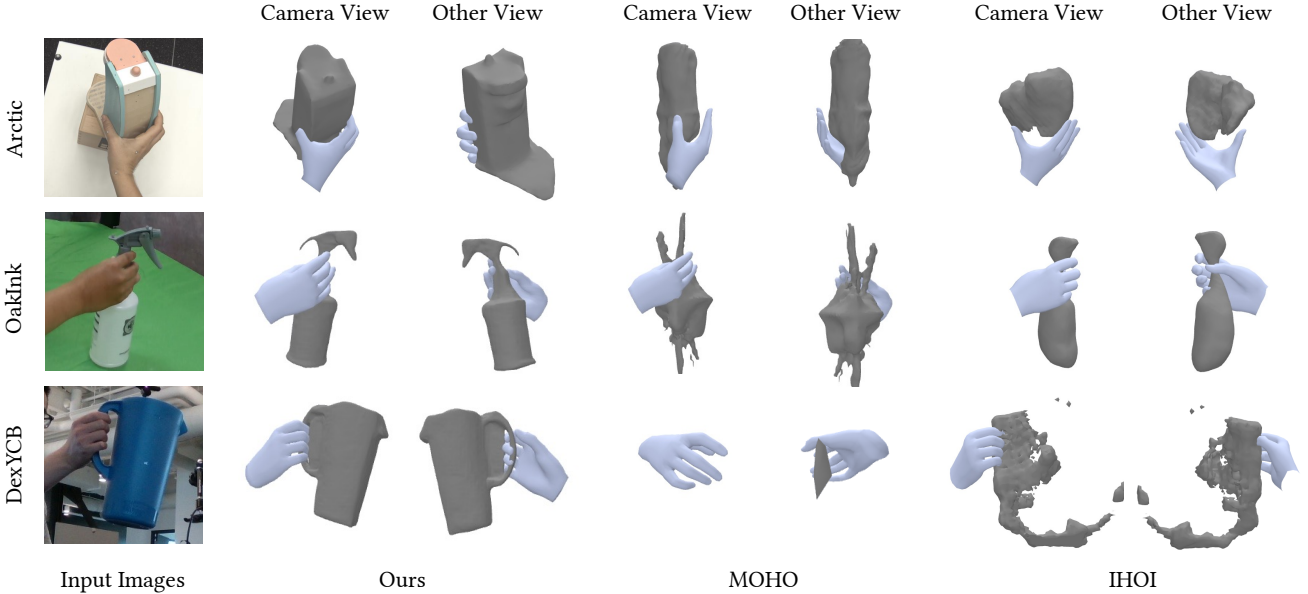 Camera View Other View Camera View Other View Camera View Other View
Arctic
OakInk
DexYCB
Input Images Ours MOHO IHOI